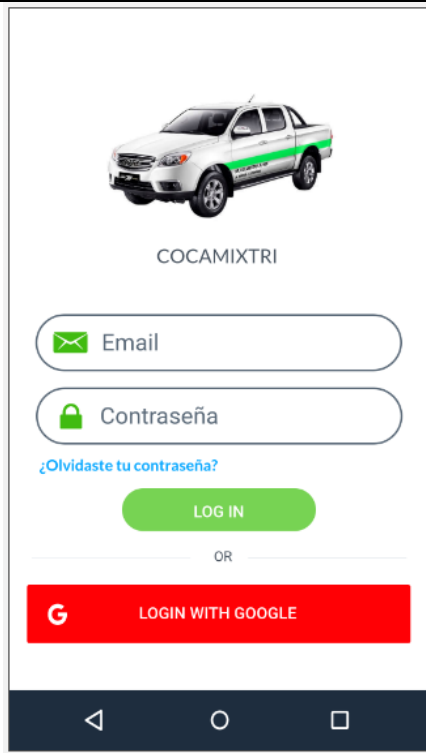 COCAMIXTRI
Email
Contraseña
¿Olvidaste tu contraseña?
LOG IN
OR
G
LOGIN WITH GOOGLE